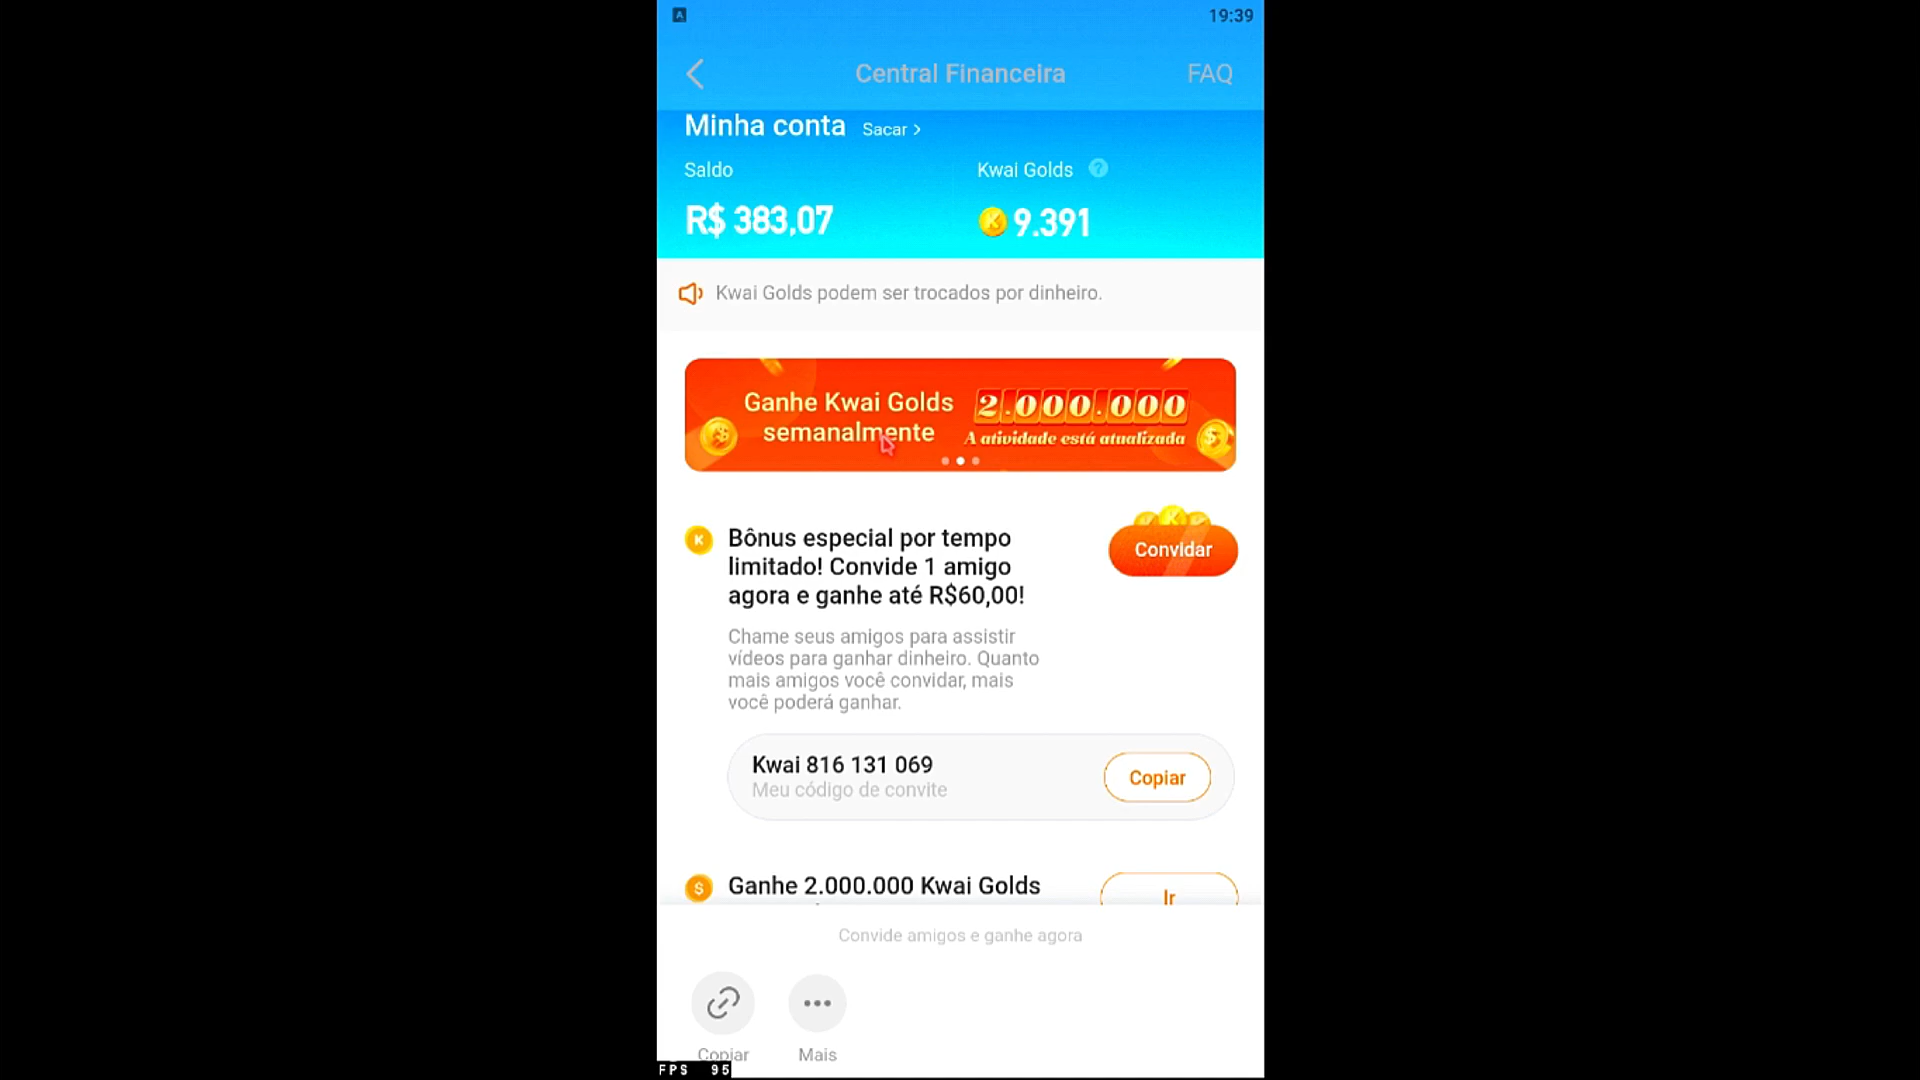 19:39
Central Financeira
FAQ
Minha conta
Sacar >
Saldo
Kwai Golds ?
R$ 383,07
9.391
Kwai Golds podem ser trocados por dinheiro.
Ganhe Kwai Golds
semanalmente
2.000.000
A atividade está atualizada
Bônus especial por tempo
limitado! Convide 1 amigo
agora e ganhe até R$60,00!
Convidar
Chame seus amigos para assistir
vídeos para ganhar dinheiro. Quanto
mais amigos você convidar, mais
você poderá ganhar.
Kwai 816 131 069
Meu código de convite
Copiar
Ganhe 2.000.000 Kwai Golds
Ir
Convide amigos e ganhe agora
Copiar
Mais
FPS 95